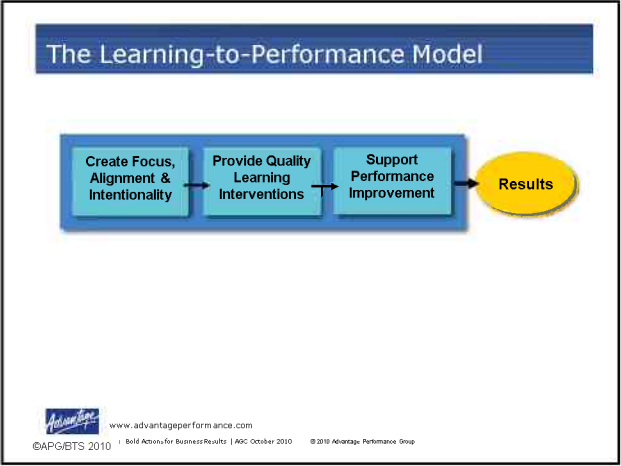 The Learning-to-Performance Model
Create Focus,
Alignment &
Intentionality
Provide Quality
Learning
Interventions
Support
Performance
Improvement
Results
Advantage
www.advantageperformance.com
©APG/BTS 2010
: Bold Actions for Business Results | AGC October 2010
© 2010 Advantage Performance Group